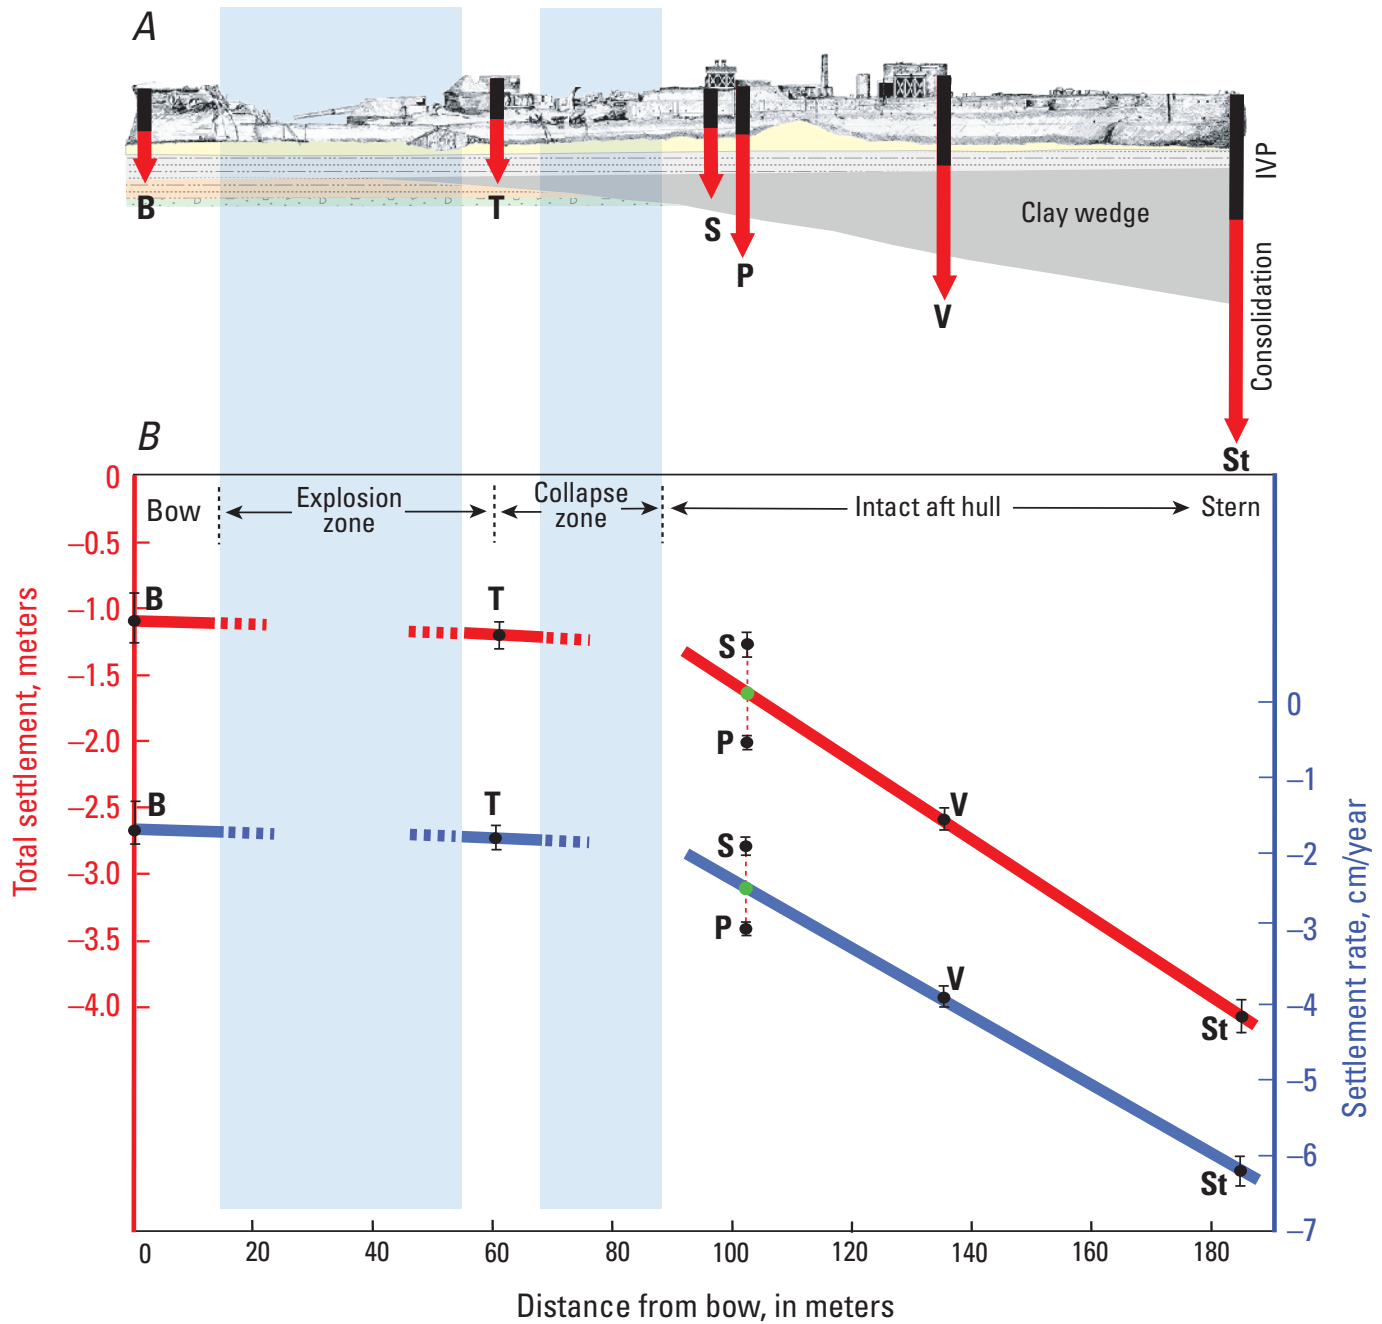 A
B
T
S
P
V
St
Clay wedge
IVP
Consolidation
B
Bow
Explosion
zone
Collapse
zone
Intact aft hull
Stern
0
–0.5
–1.0
–1.5
–2.0
–2.5
–3.0
–3.5
–4.0
Total settlement, meters
B
T
S
P
V
St
B
T
S
P
V
St
0
–1
–2
–3
–4
–5
–6
–7
Settlement rate, cm/year
0 20 40 60 80 100 120 140 160 180
Distance from bow, in meters